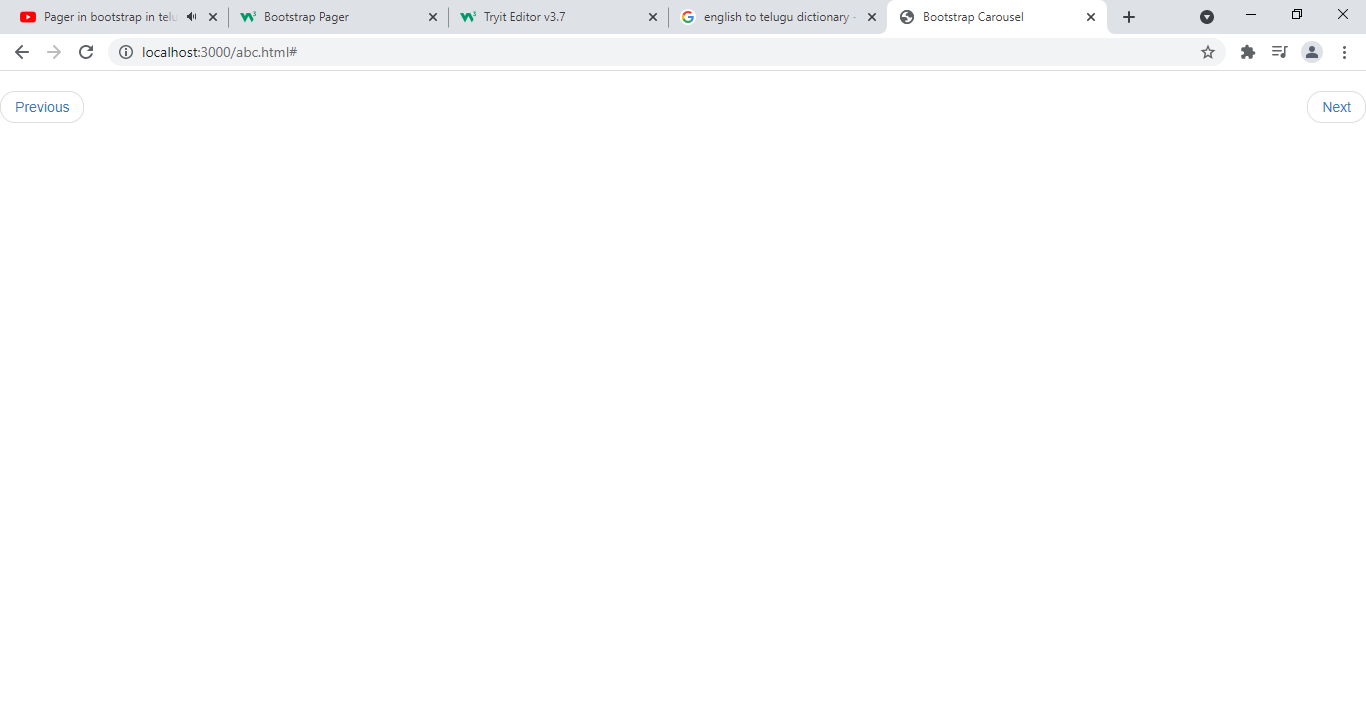 Pager in bootstrap in telu
Bootstrap Pager
Tryit Editor v3.7
english to telugu dictionary -
Bootstrap Carousel
localhost:3000/abc.html#
Previous
Next